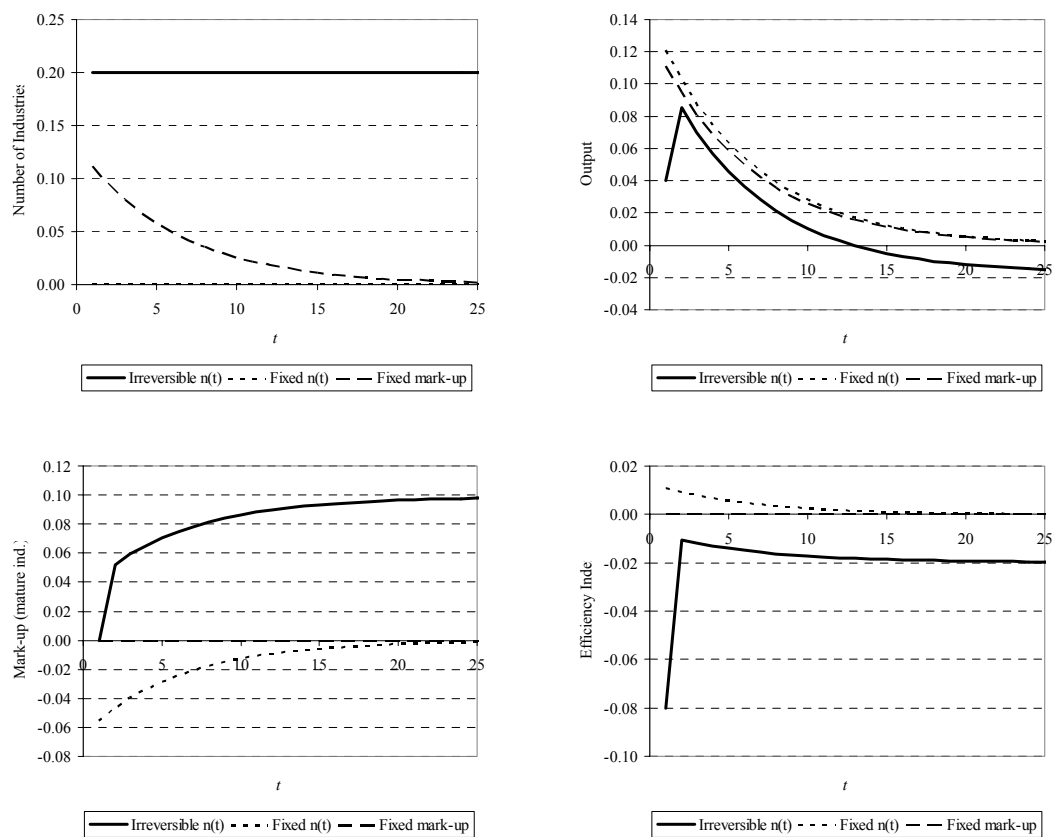 Number of Industries
0.25
0.20
0.15
0.10
0.05
0.00
0 5 10 15 20 25
t
Irreversible n(t) Fixed n(t) Fixed mark-up
Output
0.14
0.12
0.10
0.08
0.06
0.04
0.02
0.00
-0.02
-0.04
0 5 10 15 20 25
t
Irreversible n(t) Fixed n(t) Fixed mark-up
Mark-up (mature ind.)
0.12
0.10
0.08
0.06
0.04
0.02
0.00
-0.02
-0.04
-0.06
-0.08
0 5 10 15 20 25
t
Irreversible n(t) Fixed n(t) Fixed mark-up
Efficiency Inde
0.02
0.00
-0.02
-0.04
-0.06
-0.08
-0.10
0 5 10 15 20 25
t
Irreversible n(t) Fixed n(t) Fixed mark-up